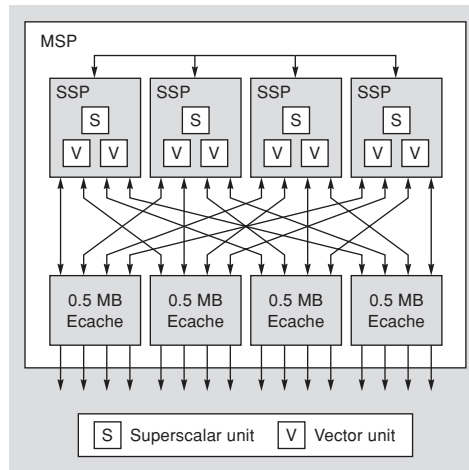 MSP
SSP SSP SSP SSP
S S S S
V V V V V V V V
0.5 MB 0.5 MB 0.5 MB 0.5 MB
Ecache Ecache Ecache Ecache
S Superscalar unit V Vector unit